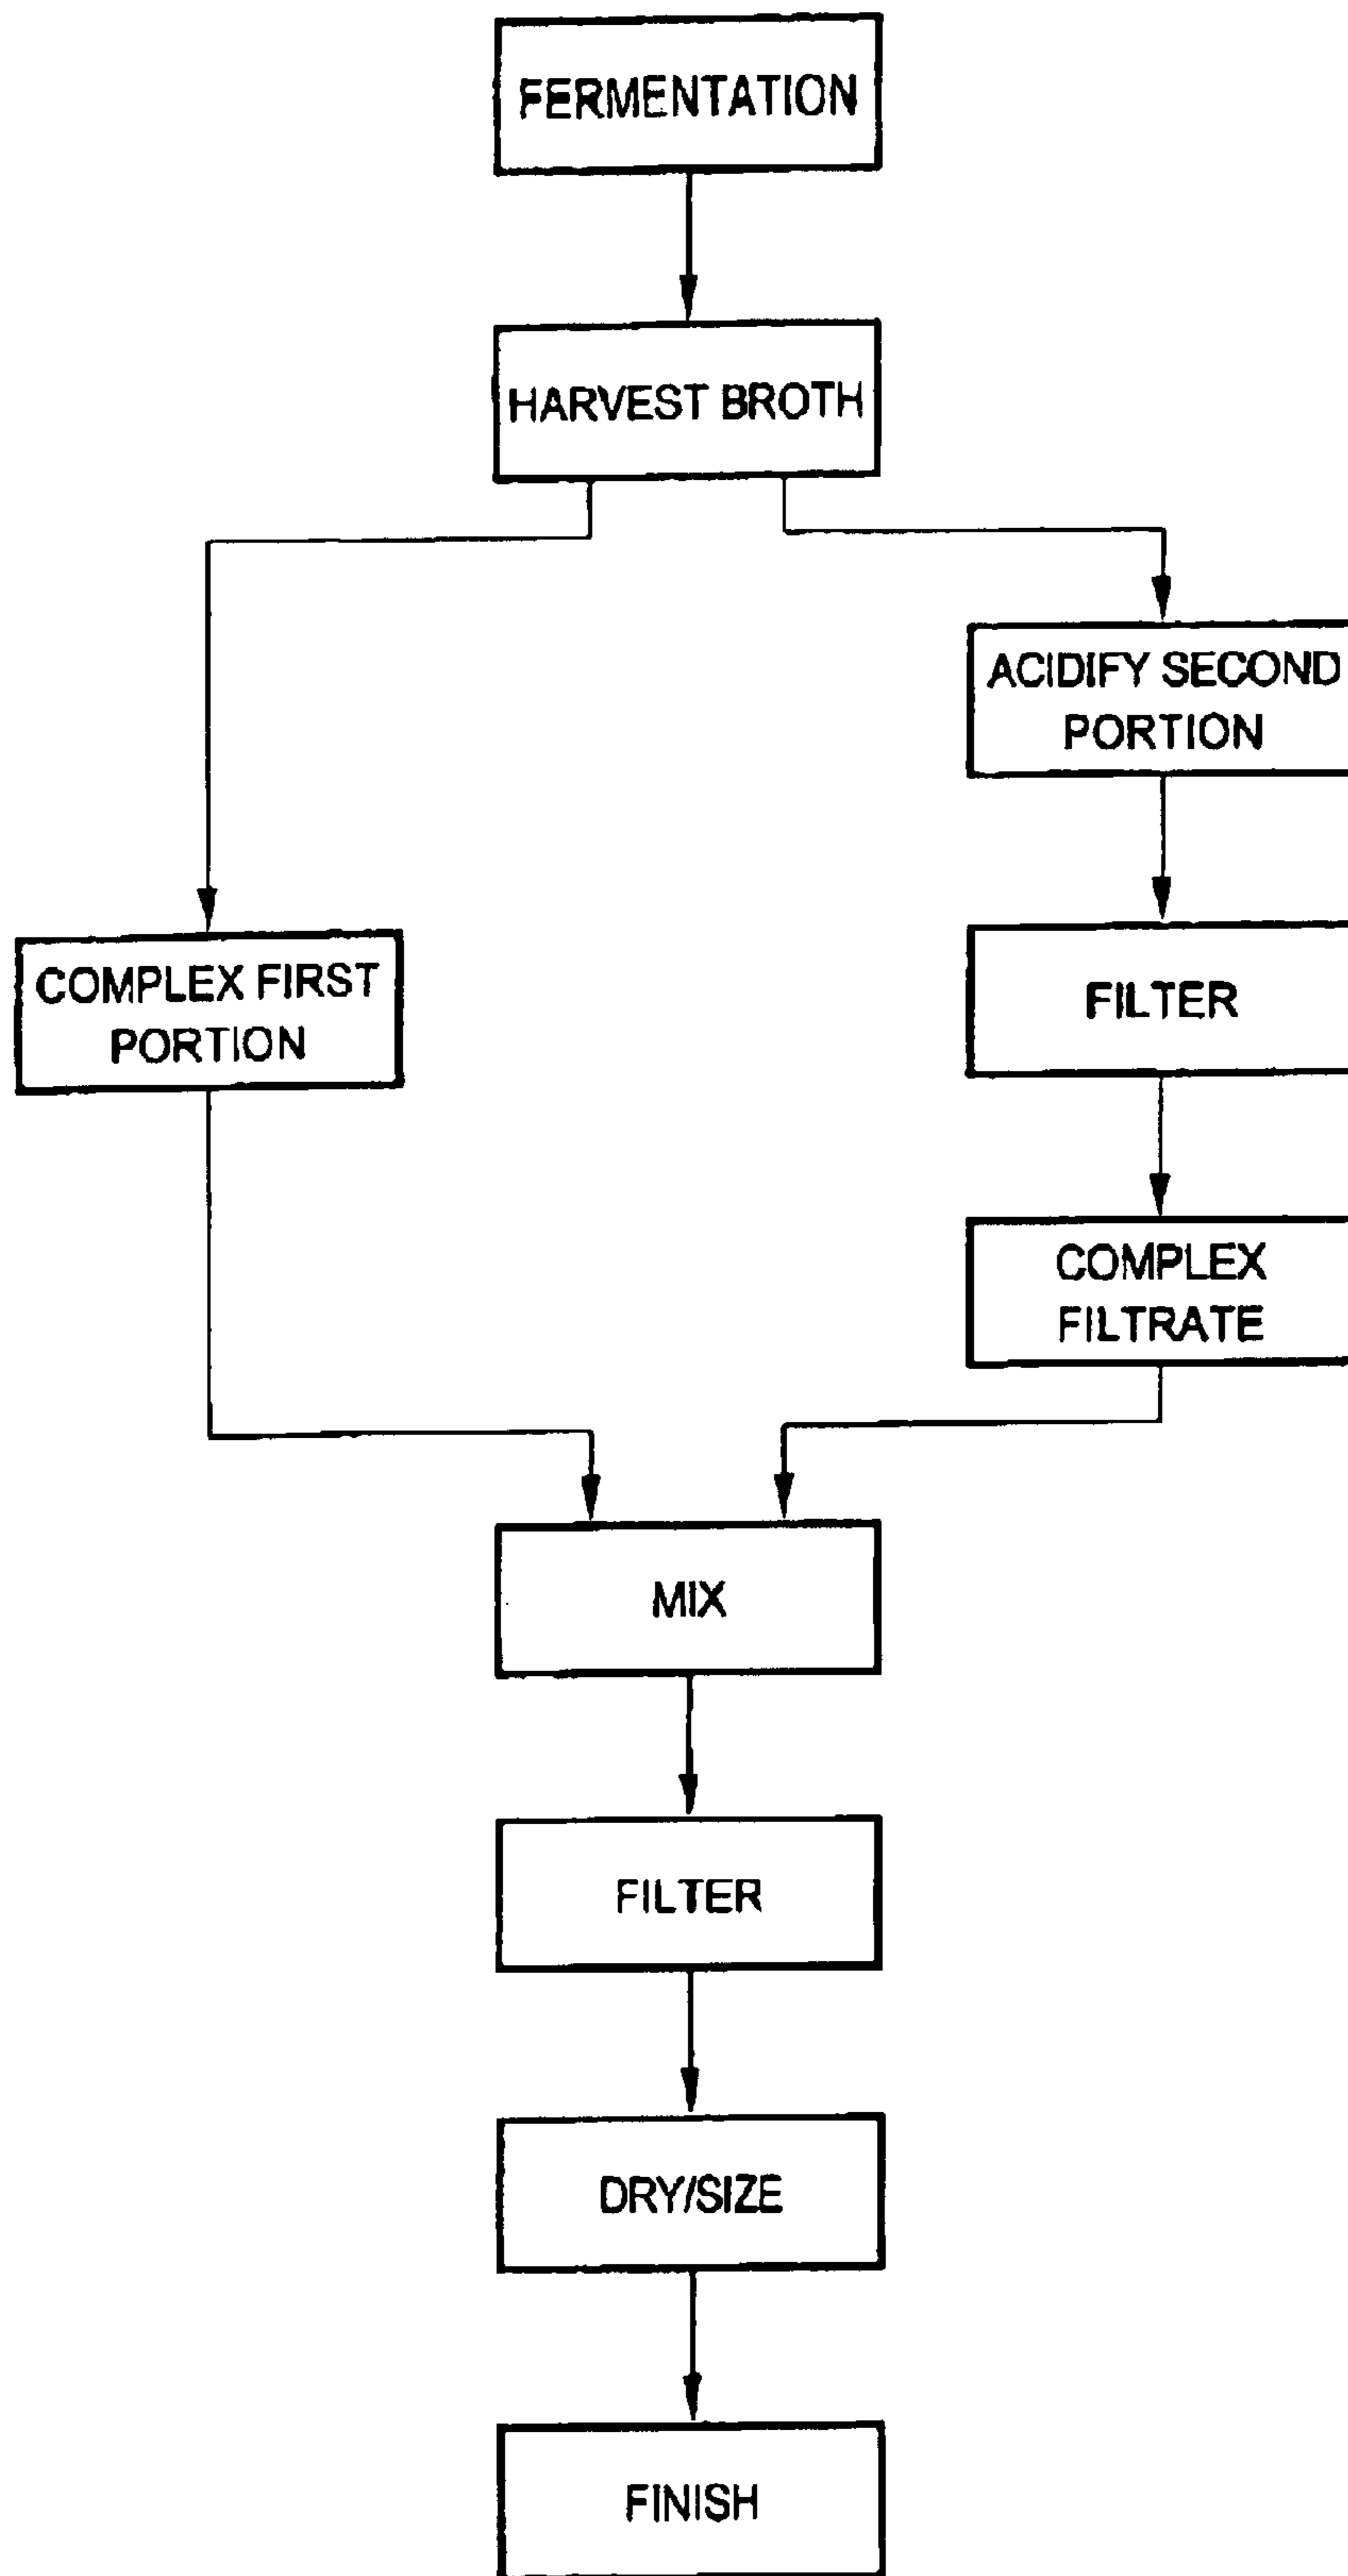 FERMENTATION
HARVEST BROTH
ACIDIFY SECOND
PORTION
COMPLEX FIRST
PORTION
FILTER
COMPLEX
FILTRATE
MIX
FILTER
DRY/SIZE
FINISH